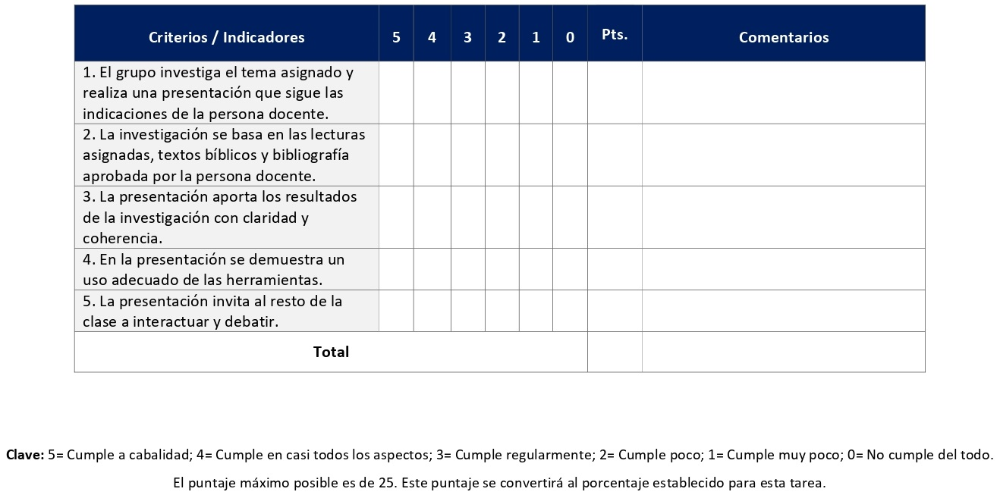 Criterios / Indicadores 5 4 3 2 1 0 Pts. Comentarios
1. El grupo investiga el tema asignado y
realiza una presentación que sigue las
indicaciones de la persona docente.
2. La investigación se basa en las lecturas
asignadas, textos bíblicos y bibliografía
aprobada por la persona docente.
3. La presentación aporta los resultados
de la investigación con claridad y
coherencia.
4. En la presentación se demuestra un
uso adecuado de las herramientas.
5. La presentación invita al resto de la
clase a interactuar y debatir.
Total
Clave: 5= Cumple a cabalidad; 4= Cumple en casi todos los aspectos; 3= Cumple regularmente; 2= Cumple poco; 1= Cumple muy poco; 0= No cumple del todo.
El puntaje máximo posible es de 25. Este puntaje se convertirá al porcentaje establecido para esta tarea.